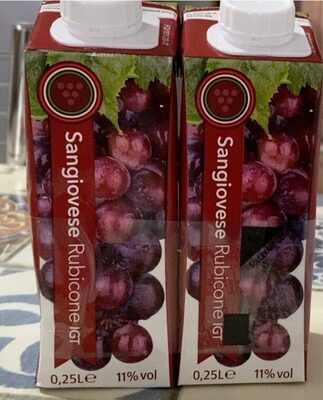 Sangiovese Rubicone IGT
0,25L℮ 11% vol
Sangiovese Rubicone IGT
0,25L℮ 11% vol